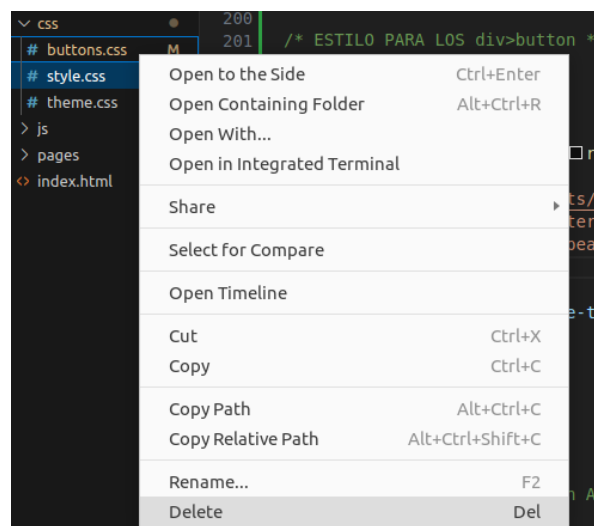 css
200
# buttons.css M
201 /* ESTILO PARA LOS div>button *
# style.css
# theme.css
js
pages
index.html
Open to the Side Ctrl+Enter
Open Containing Folder Alt+Ctrl+R
Open With...
Open in Integrated Terminal
Share
Select for Compare
Open Timeline
Cut Ctrl+X
Copy Ctrl+C
Copy Path Alt+Ctrl+C
Copy Relative Path Alt+Ctrl+Shift+C
Rename... F2
Delete Del